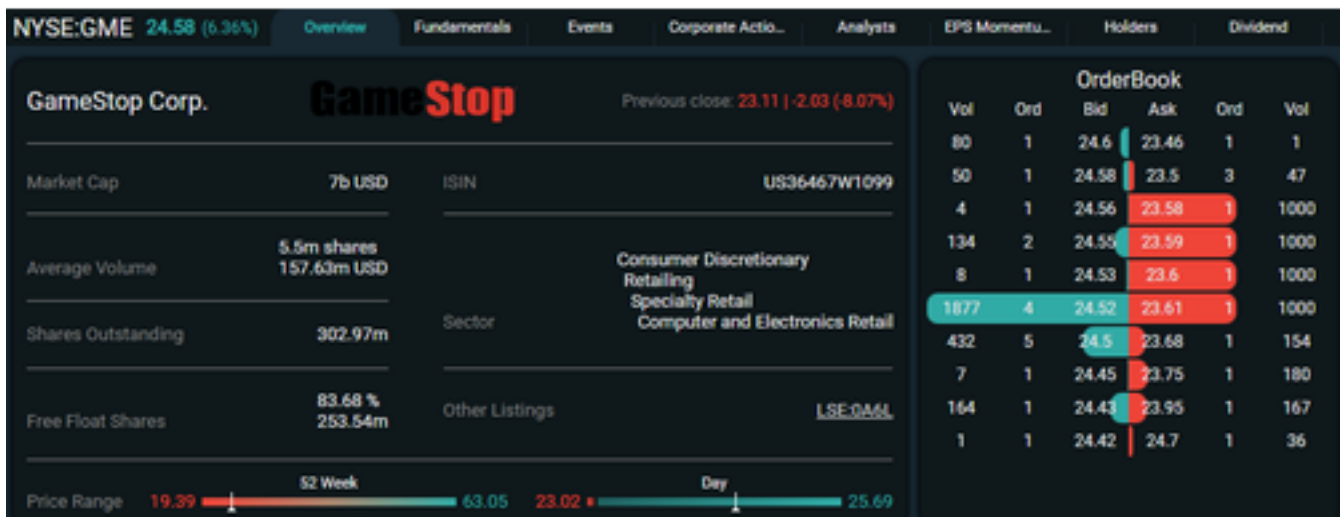 NYSE:GME 24.58 (6.36%) Overview Fundamentals Events Corporate Actio... Analysts EPS Momentu... Holders Dividend
GameStop Corp. GameStop Previous close: 23.11 | -2.03 (-8.07%)
Market Cap 7b USD ISIN US36467W1099
Average Volume 5.5m shares
157.63m USD
Shares Outstanding 302.97m
Sector Consumer Discretionary
Retailing
Specialty Retail
Computer and Electronics Retail
Free Float Shares 83.68 %
253.54m
Other Listings LSE:0A6L
Price Range 19.39 52 Week 63.05 23.02 Day 25.69
OrderBook
Vol Ord Bid Ask Ord Vol
80 1 24.6 23.46 1 1
50 1 24.58 23.5 3 47
4 1 24.56 23.58 1 1000
134 2 24.55 23.59 1 1000
8 1 24.53 23.6 1 1000
1877 4 24.52 23.61 1 1000
432 5 24.5 23.68 1 154
7 1 24.45 23.75 1 180
164 1 24.43 23.95 1 167
1 1 24.42 24.7 1 36